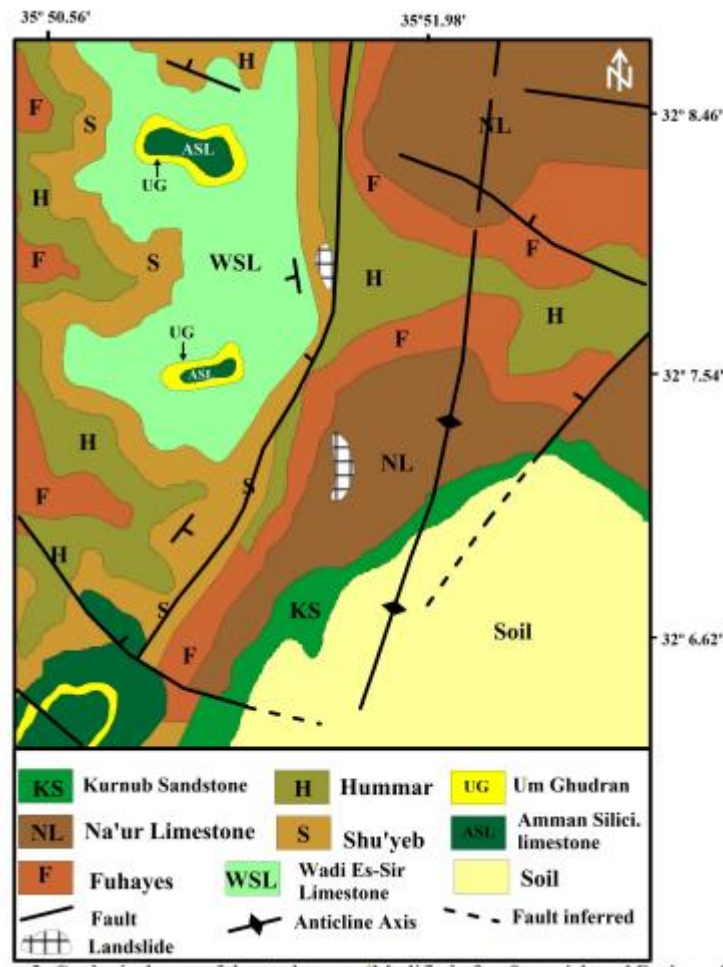 35° 50.56'
35°51.98'
H
N
F
32° 8.46'
NL
S
ASL
F
UG
H
F
F
S
WSL
H
H
UG
F
ASL
32° 7.54'
H
NL
F
S
H
KS
S
Soil
32° 6.62'
F
KS Kurnub Sandstone
H Hummar
UG Um Ghudran
NL Na'ur Limestone
S Shu'yeb
ASL Amman Silici. limestone
F Fuhayes
WSL Wadi Es-Sir Limestone
Soil
Fault
Anticline Axis
Fault inferred
Landslide